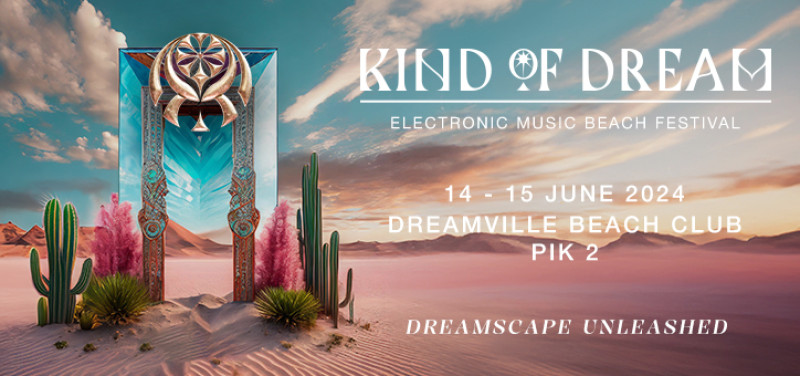 KIND OF DREAM
ELECTRONIC MUSIC BEACH FESTIVAL
14 - 15 JUNE 2024
DREAMVILLE BEACH CLUB
PIK 2
DREAMSCAPE UNLEASHED